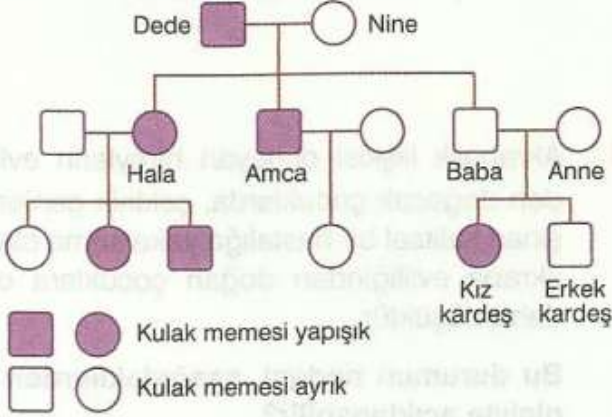 Dede
Nine
Hala
Amca
Baba
Anne
Kız
kardeş
Erkek
kardeş
Kulak memesi yapışık
Kulak memesi ayrık